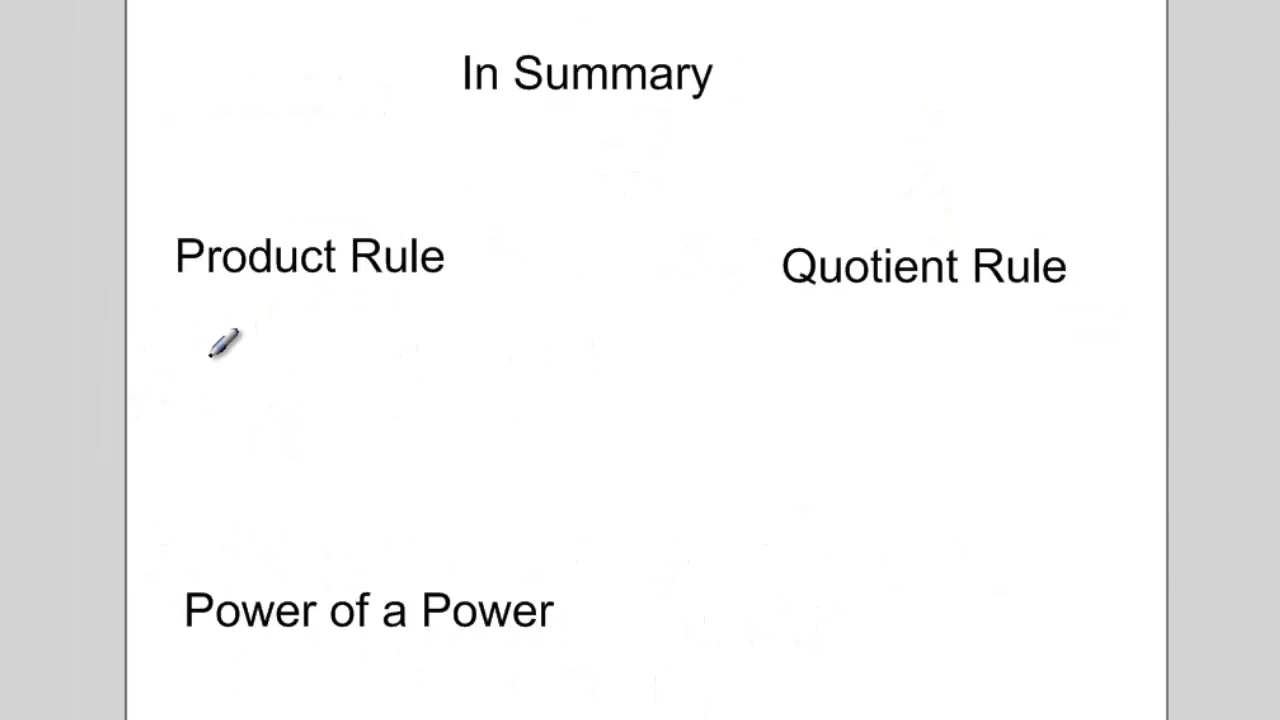 In Summary
Product Rule
Quotient Rule
Power of a Power